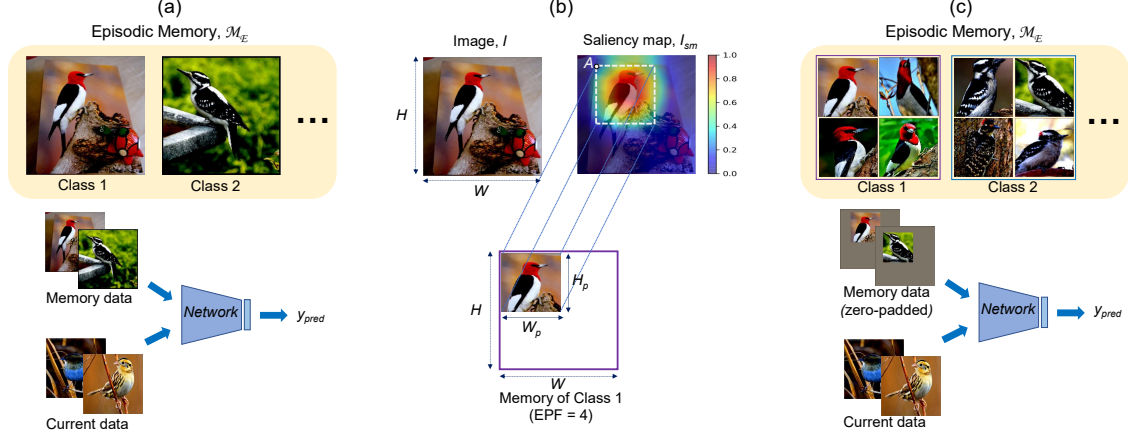 (a)
Episodic Memory, ℳ_ℰ
Class 1
Class 2
...
Memory data
Network
y_pred
Current data
(b)
Image, I
Saliency map, I_sm
A
H
W
1.0
0.8
0.6
0.4
0.2
0.0
H
H_p
W_p
W
Memory of Class 1
(EPF = 4)
(c)
Episodic Memory, ℳ_ℰ
Class 1
Class 2
...
Memory data
(zero-padded)
Network
y_pred
Current data